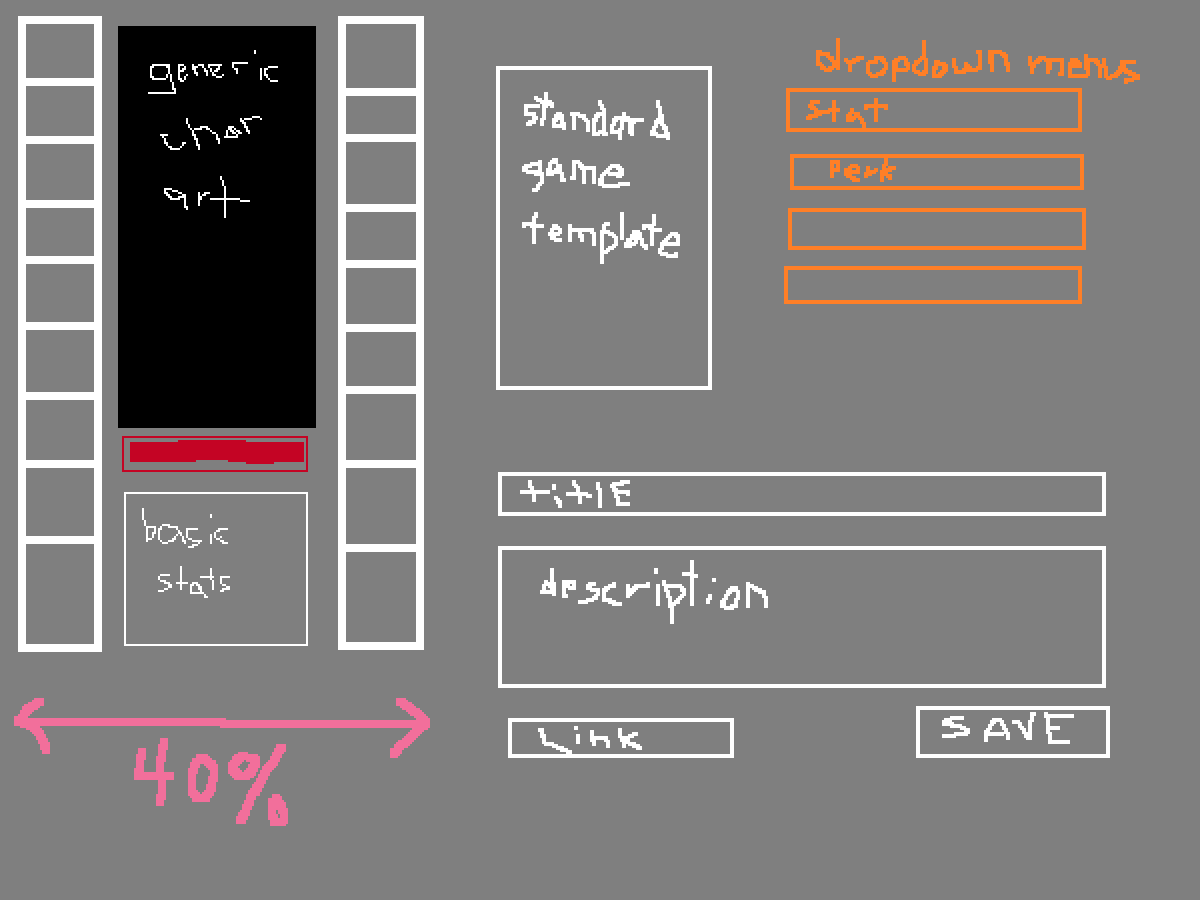 generic
char
art
basic
stats
40%
standard
game
template
dropdown menus
stat
Perk
titlE
description
Link
SAVE